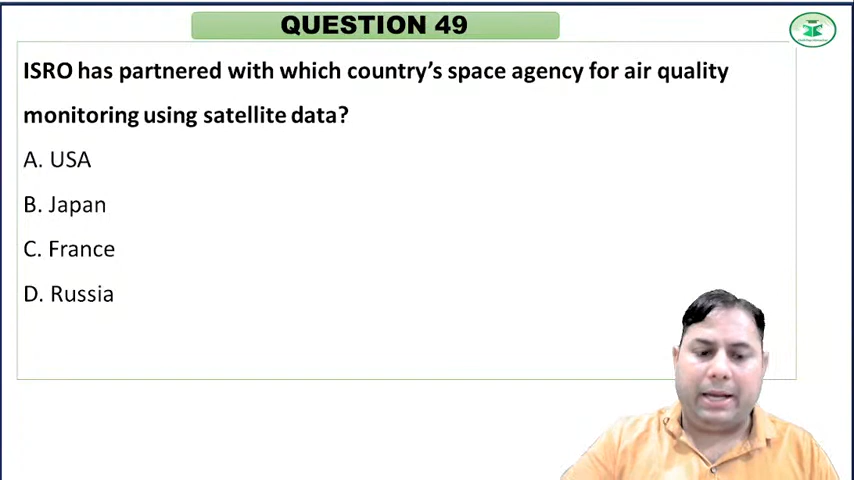 QUESTION 49
ISRO has partnered with which country's space agency for air quality
monitoring using satellite data?
A. USA
B. Japan
C. France
D. Russia